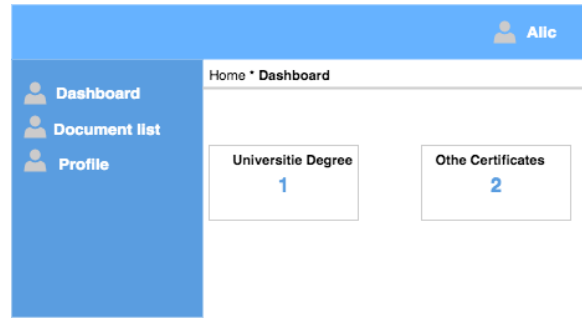 Alic
Home * Dashboard
Dashboard
Document list
Profile
Universitie Degree
1
Othe Certificates
2